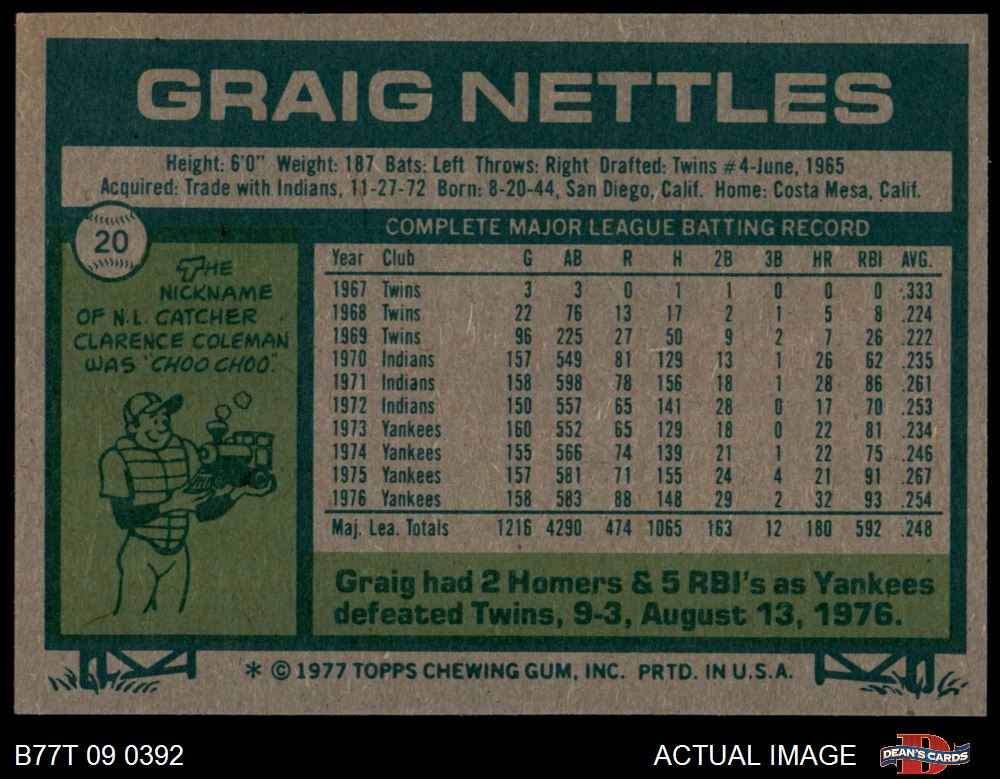 GRAIG NETTLES
Height: 6'0" Weight: 187 Bats: Left Throws: Right Drafted: Twins #4-June, 1965
Acquired: Trade with Indians, 11-27-72 Born: 8-20-44, San Diego, Calif. Home: Costa Mesa, Calif.
20
THE
NICKNAME
OF N.L. CATCHER
CLARENCE COLEMAN
WAS "CHOO CHOO".
COMPLETE MAJOR LEAGUE BATTING RECORD
Year Club G AB R H 2B 3B HR RBI AVG.
1967 Twins 3 3 0 1 1 0 0 0 .333
1968 Twins 22 76 13 17 2 1 5 8 .224
1969 Twins 96 225 27 50 9 2 7 26 .222
1970 Indians 157 549 81 129 13 1 26 62 .235
1971 Indians 158 598 78 156 18 1 28 86 .261
1972 Indians 150 557 65 141 28 0 17 70 .253
1973 Yankees 160 552 65 129 18 0 22 81 .234
1974 Yankees 155 566 74 139 21 1 22 75 .246
1975 Yankees 157 581 71 155 24 4 21 91 .267
1976 Yankees 158 583 88 148 29 2 32 93 .254
Maj. Lea. Totals 1216 4290 474 1065 163 12 180 592 .248
Graig had 2 Homers & 5 RBI's as Yankees
defeated Twins, 9-3, August 13, 1976.
* © 1977 TOPPS CHEWING GUM, INC. PRTD. IN U.S.A.
B77T 09 0392
ACTUAL IMAGE
DEAN'S CARDS